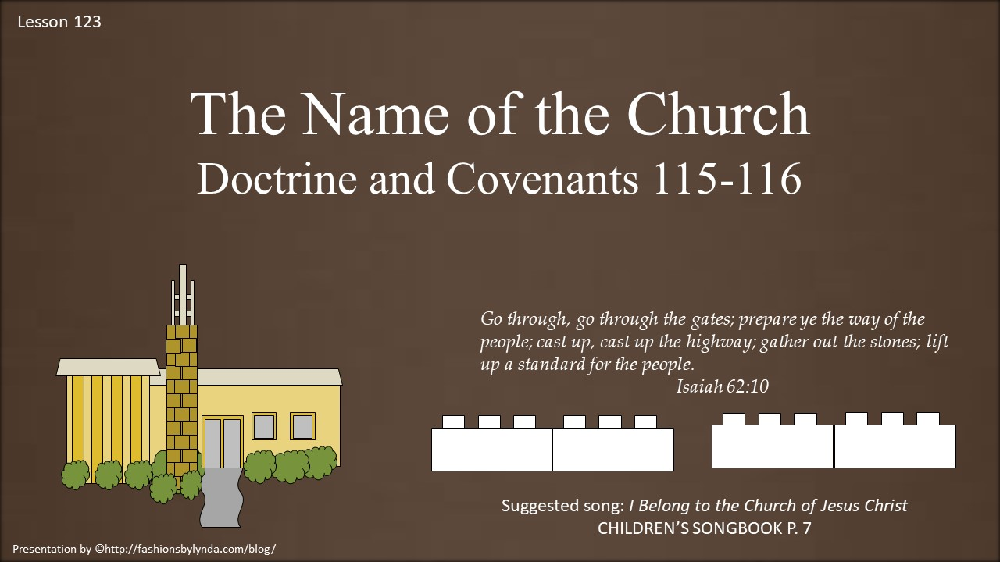 Lesson 123
The Name of the Church
Doctrine and Covenants 115-116
Go through, go through the gates; prepare ye the way of the
people; cast up, cast up the highway; gather out the stones; lift
up a standard for the people.
Isaiah 62:10
Suggested song: I Belong to the Church of Jesus Christ
CHILDREN’S SONGBOOK P. 7
Presentation by ©http://fashionsbylynda.com/blog/